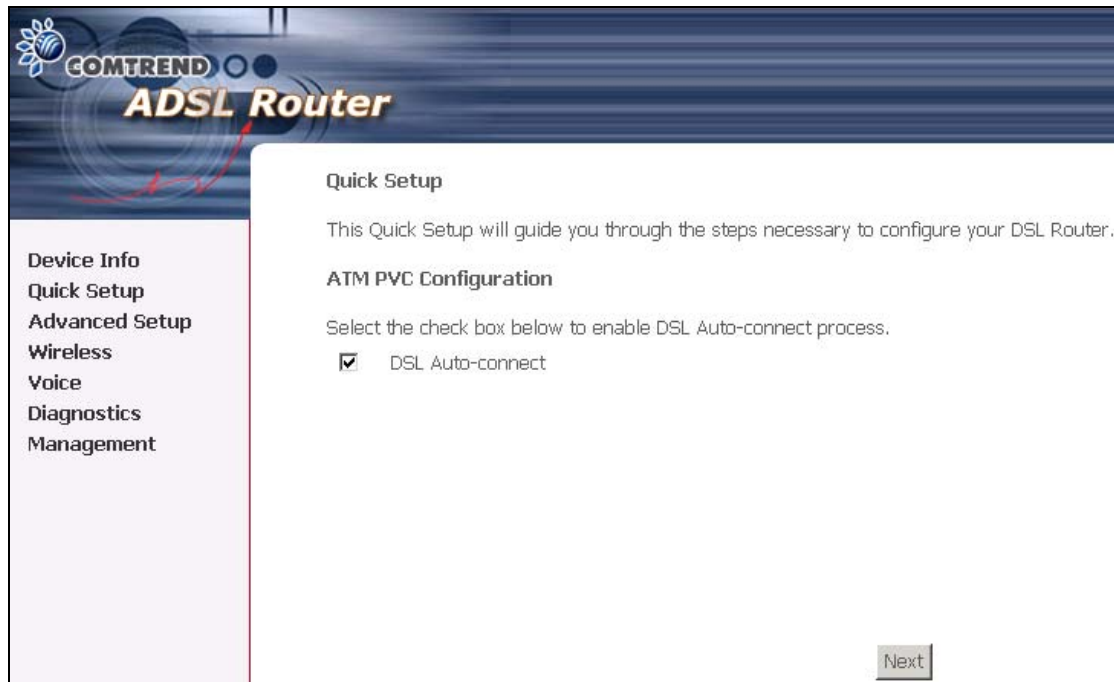 COMTREND
ADSL Router
Device Info
Quick Setup
Advanced Setup
Wireless
Voice
Diagnostics
Management
Quick Setup
This Quick Setup will guide you through the steps necessary to configure your DSL Router.
ATM PVC Configuration
Select the check box below to enable DSL Auto-connect process.
DSL Auto-connect
Next